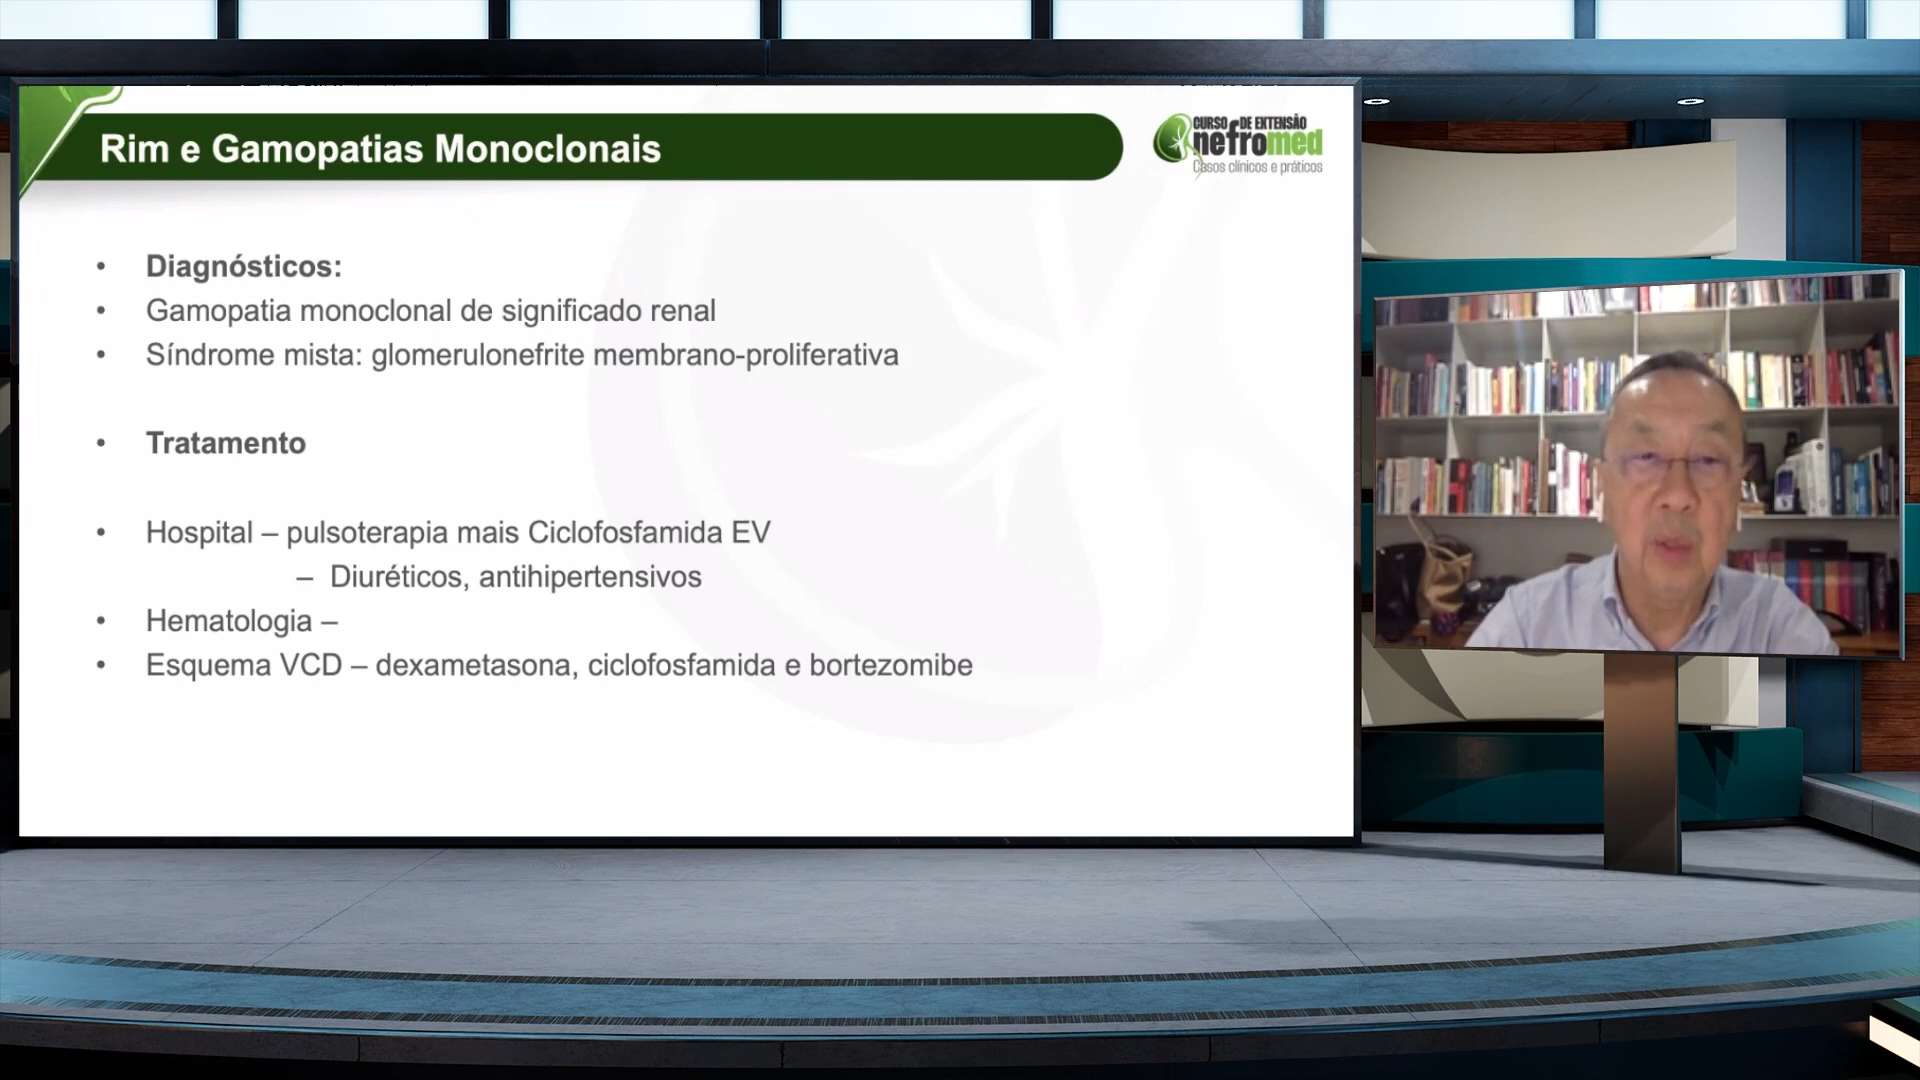 Rim e Gamopatias Monoclonais
CURSO DE EXTENSÃO
nefromed
Casos clínicos e práticos
• Diagnósticos:
• Gamopatia monoclonal de significado renal
• Síndrome mista: glomerulonefrite membrano-proliferativa
• Tratamento
• Hospital – pulsoterapia mais Ciclofosfamida EV
– Diuréticos, antihipertensivos
• Hematologia –
• Esquema VCD – dexametasona, ciclofosfamida e bortezomibe